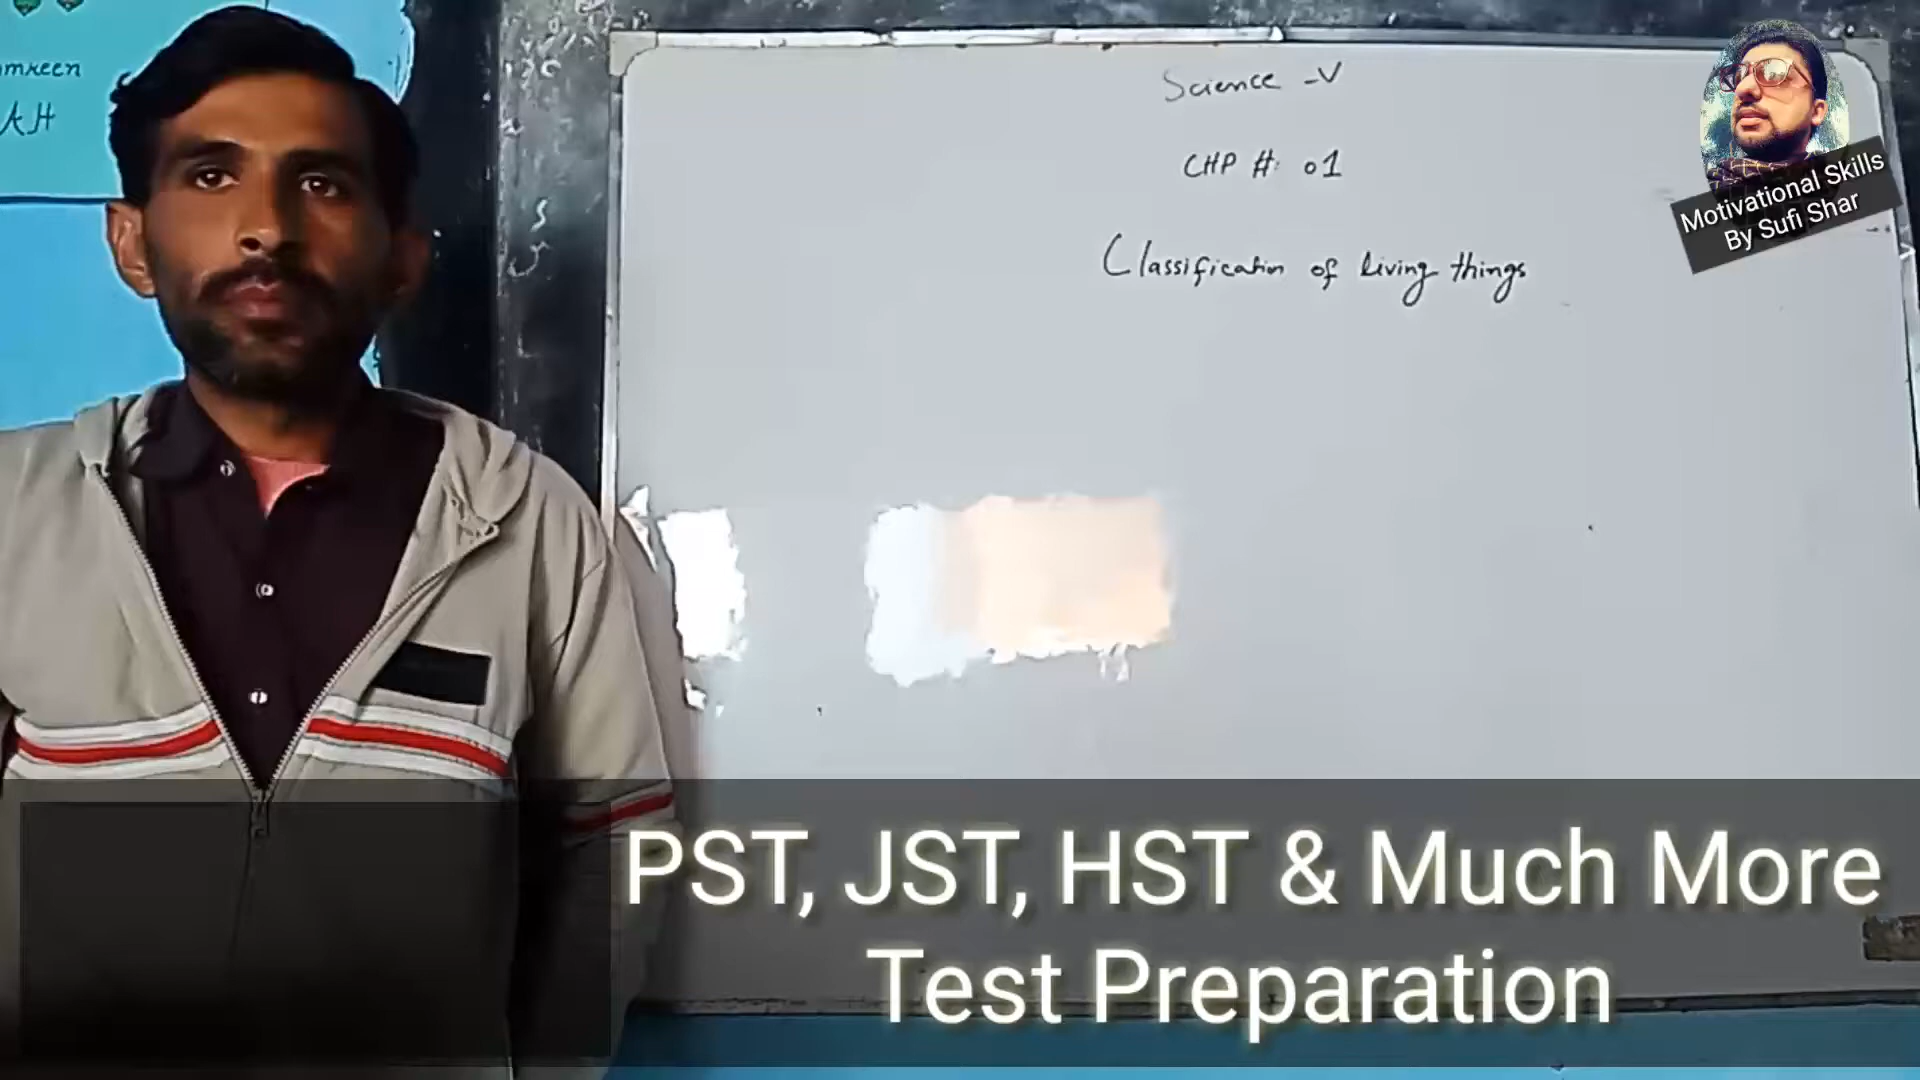 AH
Science -V
CHP #: 01
Classification of living things
Motivational Skills
By Sufi Shar
PST, JST, HST & Much More
Test Preparation